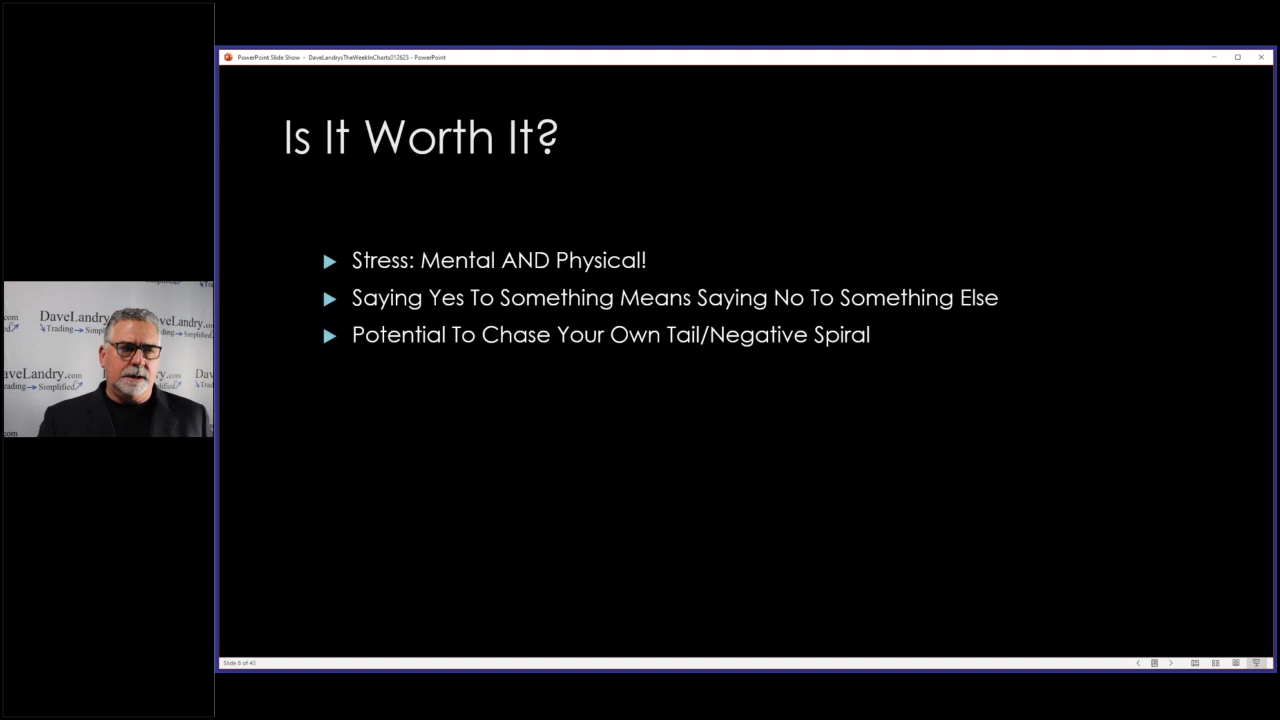 PowerPoint Slide Show - DaveLandrysTheWeekInCharts012623 - PowerPoint
Is It Worth It?
Stress: Mental AND Physical!
Saying Yes To Something Means Saying No To Something Else
Potential To Chase Your Own Tail/Negative Spiral
DaveLandry.com
Trading
Simplified
Slide 8 of 43